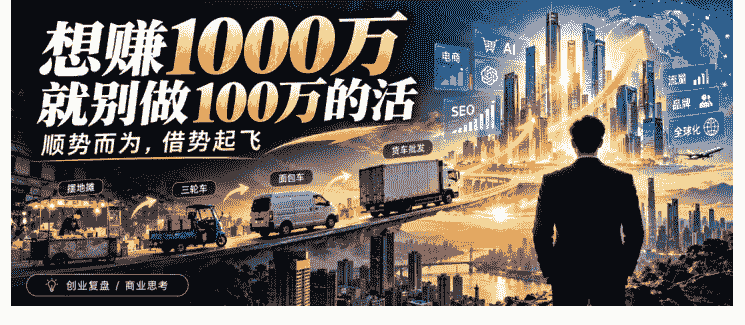 想赚1000万
就别做100万的活
顺势而为，借势起飞
摆地摊
三轮车
面包车
货车批发
电商
AI
SEO
流量
品牌
全球化
创业复盘 / 商业思考